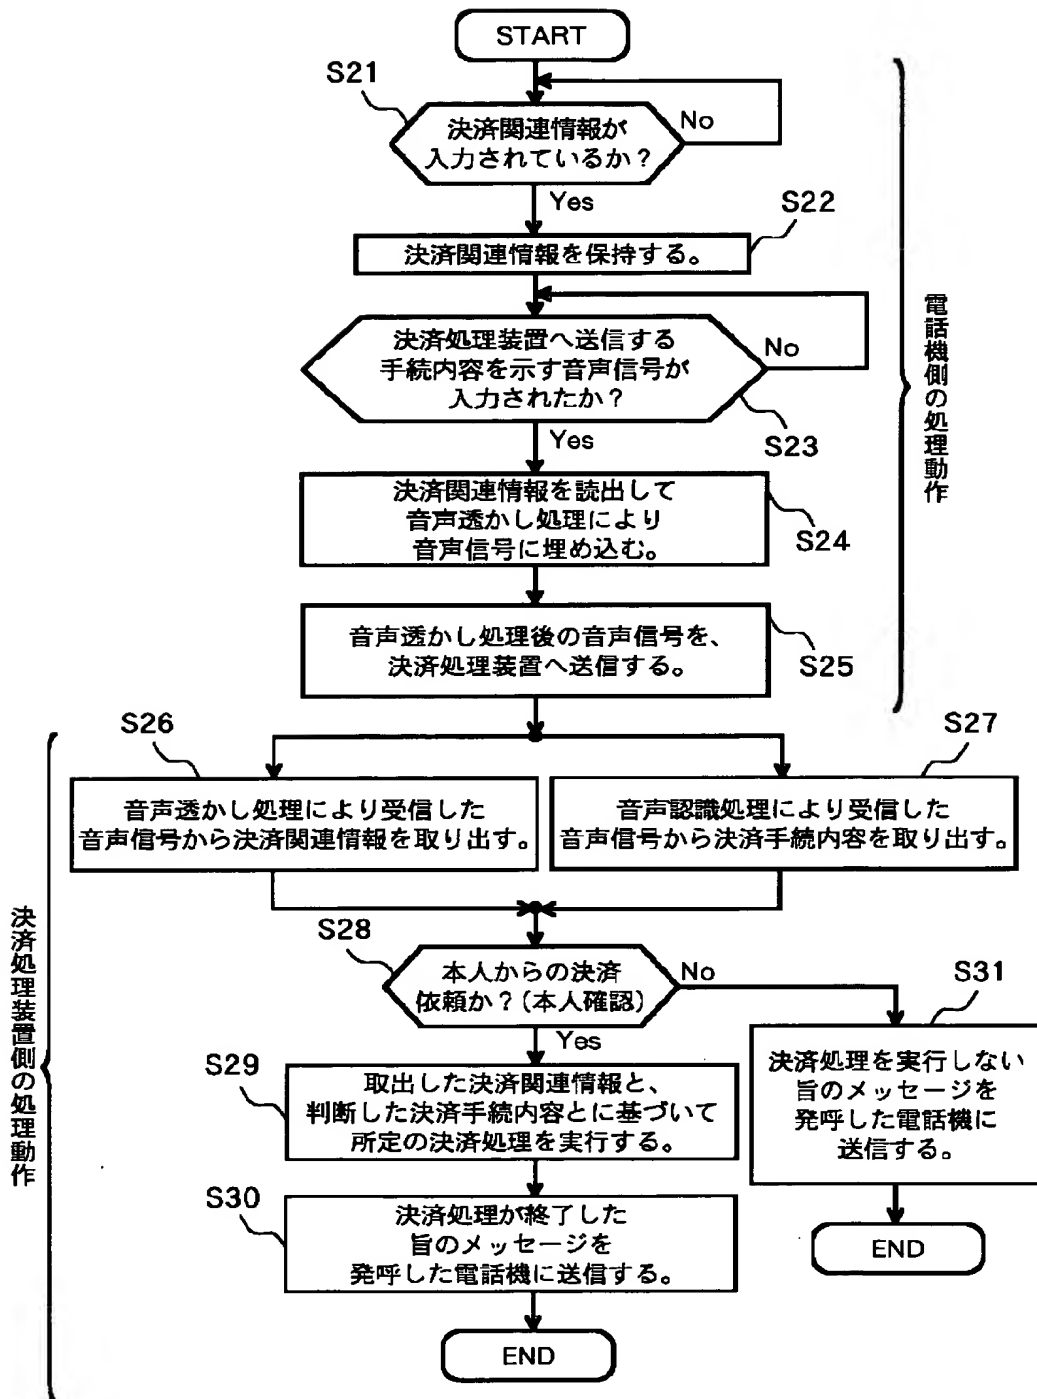 START
S21
決済関連情報が
入力されているか？
No
Yes
S22
決済関連情報を保持する。
決済処理装置へ送信する
手続内容を示す音声信号が
入力されたか？
No
S23
Yes
決済関連情報を読出して
音声透かし処理により
音声信号に埋め込む。
S24
音声透かし処理後の音声信号を、
決済処理装置へ送信する。
S25
電話機側の処理動作
S26
音声透かし処理により受信した
音声信号から決済関連情報を取り出す。
S27
音声認識処理により受信した
音声信号から決済手続内容を取り出す。
S28
本人からの決済
依頼か？(本人確認)
No
Yes
S29
取出した決済関連情報と、
判断した決済手続内容とに基づいて
所定の決済処理を実行する。
S31
決済処理を実行しない
旨のメッセージを
発呼した電話機に
送信する。
S30
決済処理が終了した
旨のメッセージを
発呼した電話機に送信する。
END
END
決済処理装置側の処理動作